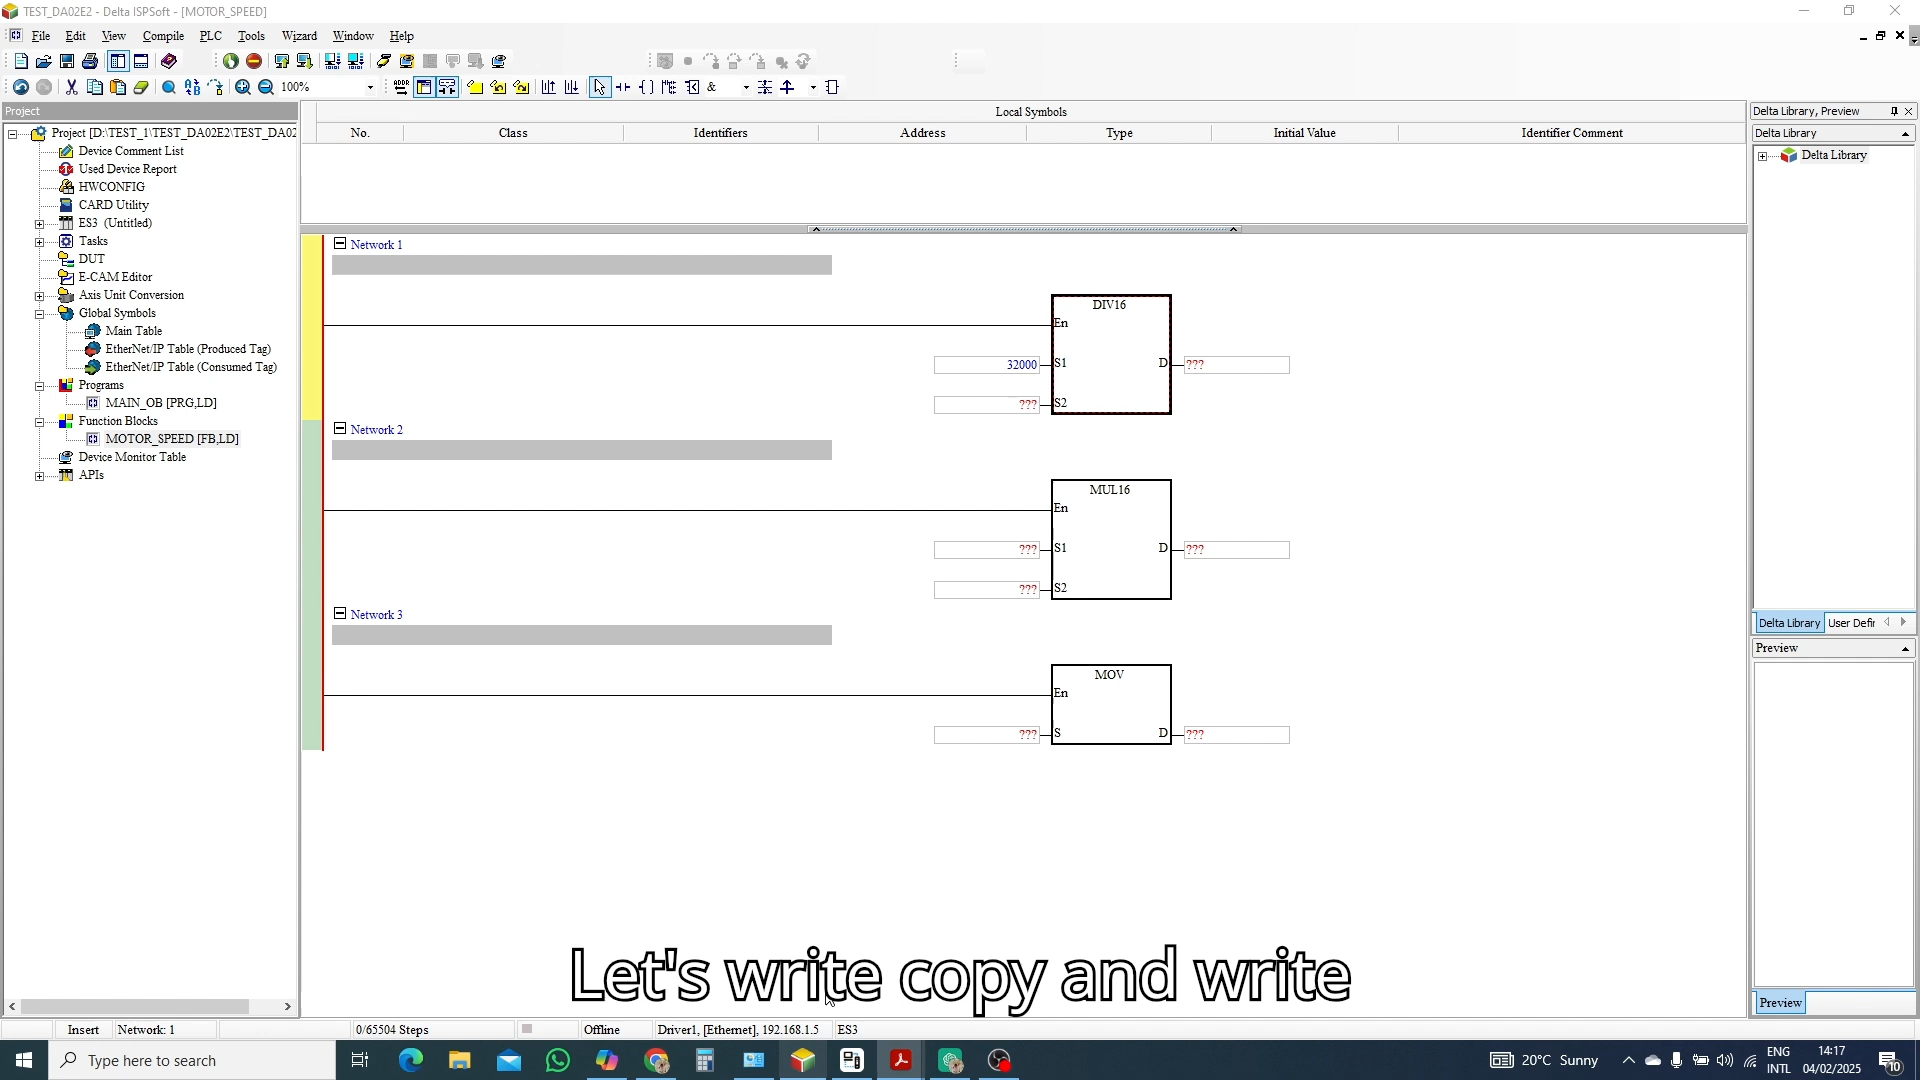 TEST_DA02E2 - Delta ISPSoft - [MOTOR_SPEED]
File Edit View Compile PLC Tools Wizard Window Help
100%
&
Project
Project [D:\TEST_1\TEST_DA02E2\TEST_DA02
Device Comment List
Used Device Report
HWCONFIG
CARD Utility
ES3 (Untitled)
Tasks
DUT
E-CAM Editor
Axis Unit Conversion
Global Symbols
Main Table
EtherNet/IP Table (Produced Tag)
EtherNet/IP Table (Consumed Tag)
Programs
MAIN_OB [PRG,LD]
Function Blocks
MOTOR_SPEED [FB,LD]
Device Monitor Table
APIs
Local Symbols
No. Class Identifiers Address Type Initial Value Identifier Comment
Network 1
DIV16
En
32000 S1 D ???
??? S2
Network 2
MUL16
En
??? S1 D ???
??? S2
Network 3
MOV
En
??? S D ???
Delta Library, Preview
Delta Library
Delta Library
Delta Library User Defir
Preview
Preview
Let's write copy and write
Insert Network: 1 0/65504 Steps Offline Driver1, [Ethernet], 192.168.1.5 ES3
Type here to search
20°C Sunny
ENG
INTL
14:17
04/02/2025
10